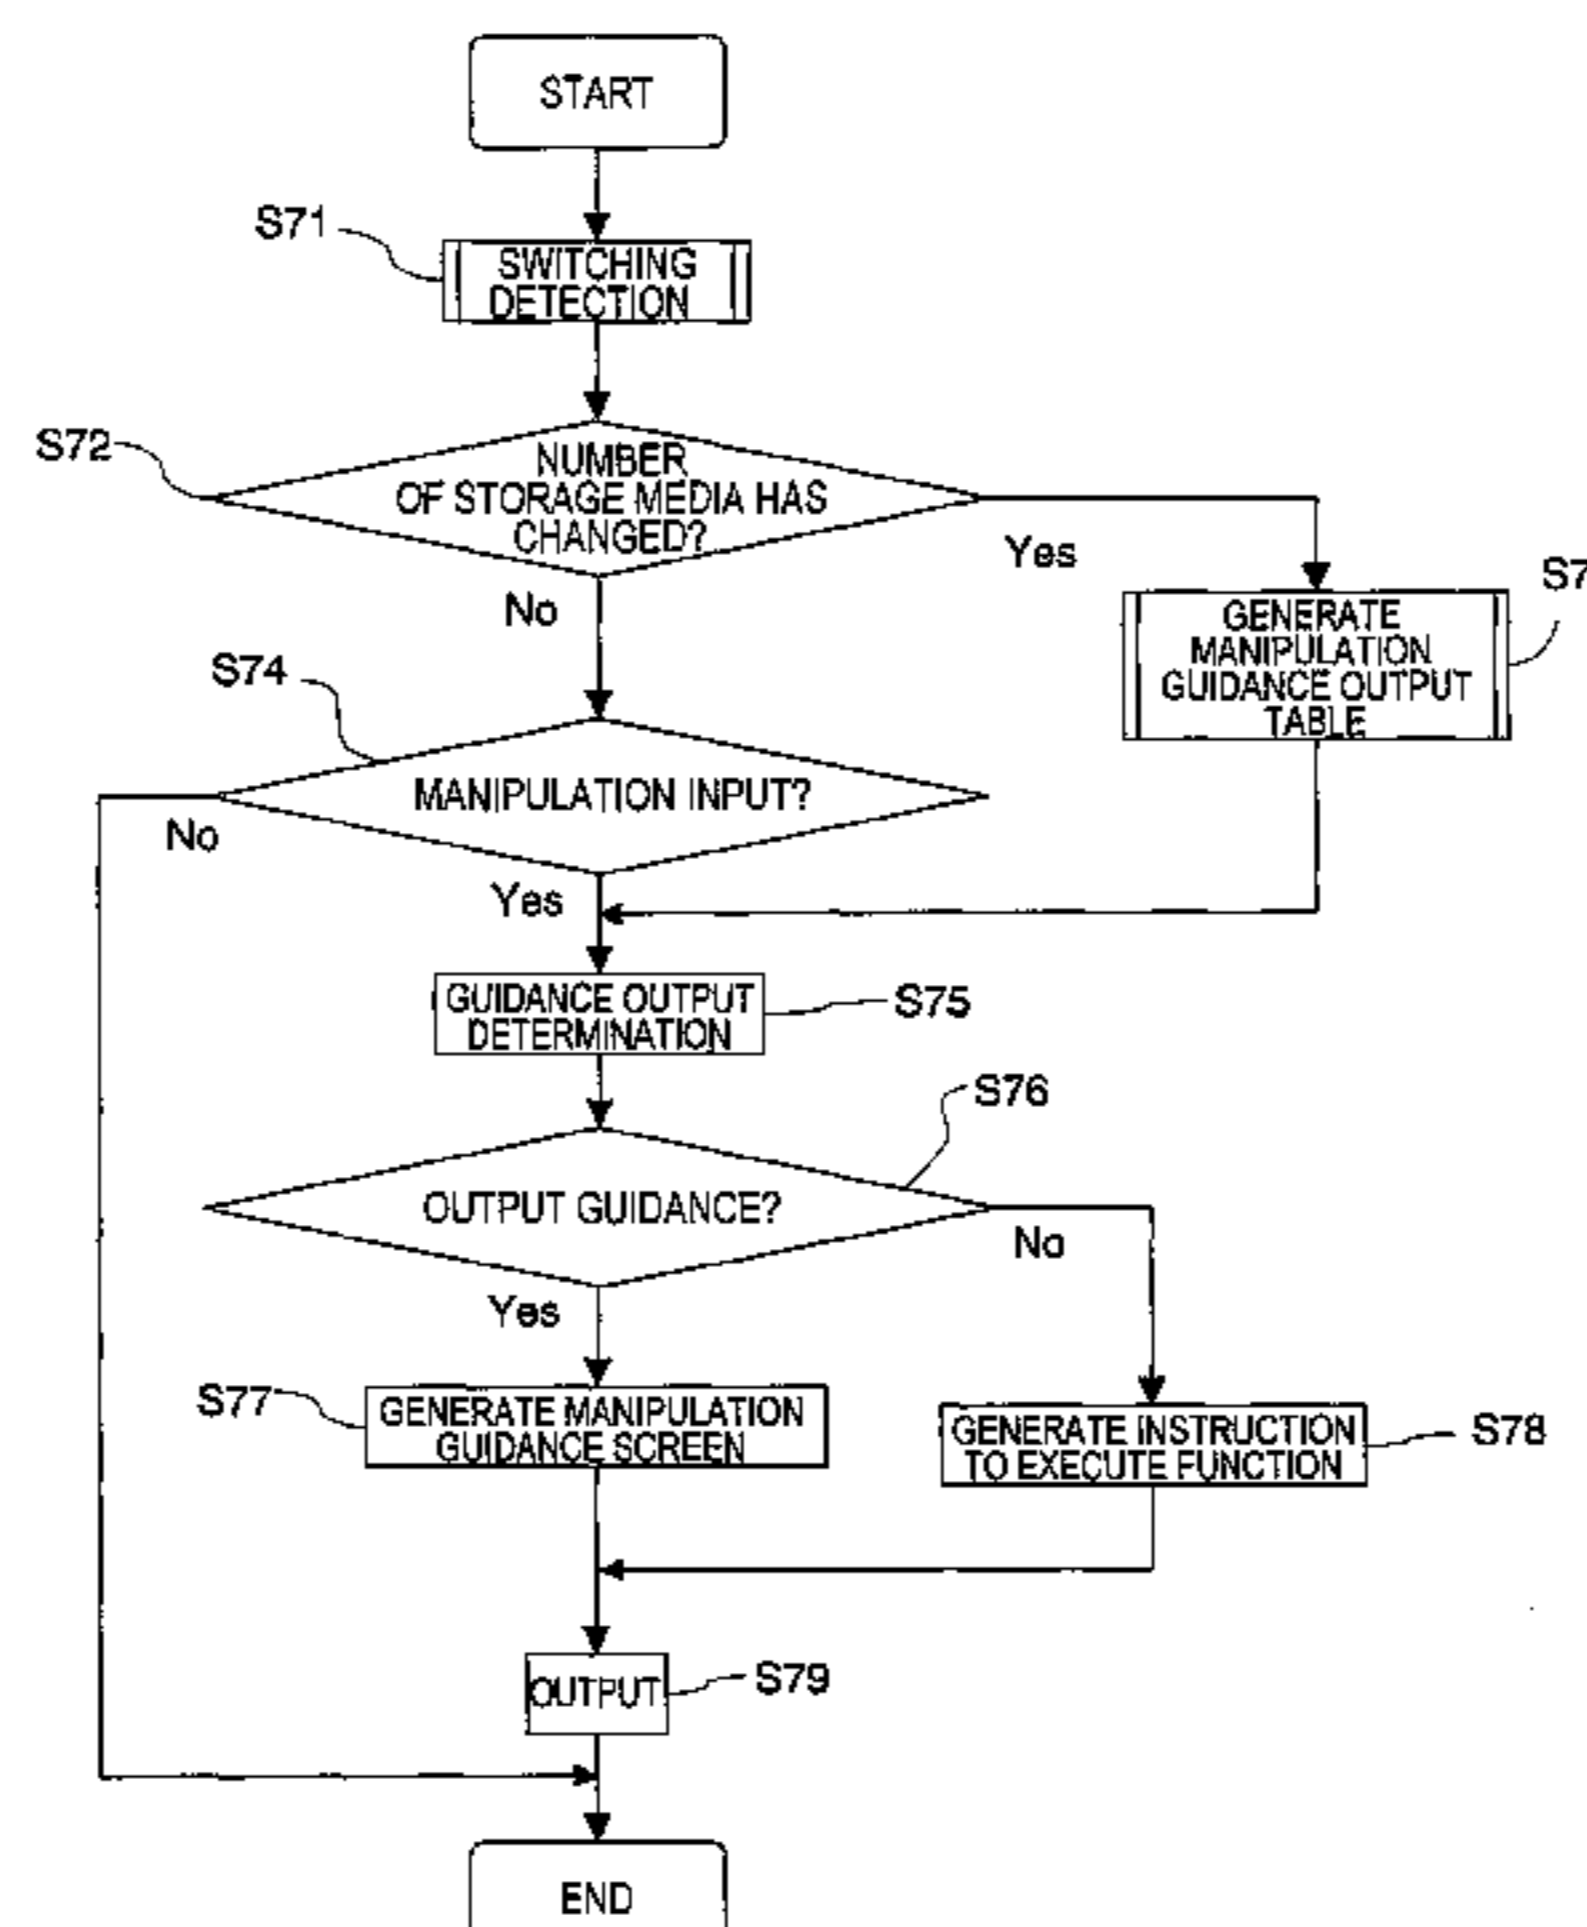 START
S71
SWITCHING
DETECTION
S72
NUMBER
OF STORAGE MEDIA HAS
CHANGED?
Yes
No
S7
GENERATE
MANIPULATION
GUIDANCE OUTPUT
TABLE
S74
MANIPULATION INPUT?
No
Yes
GUIDANCE OUTPUT
DETERMINATION
S75
S76
OUTPUT GUIDANCE?
No
Yes
S77
GENERATE MANIPULATION
GUIDANCE SCREEN
GENERATE INSTRUCTION
TO EXECUTE FUNCTION
S78
OUTPUT
S79
END